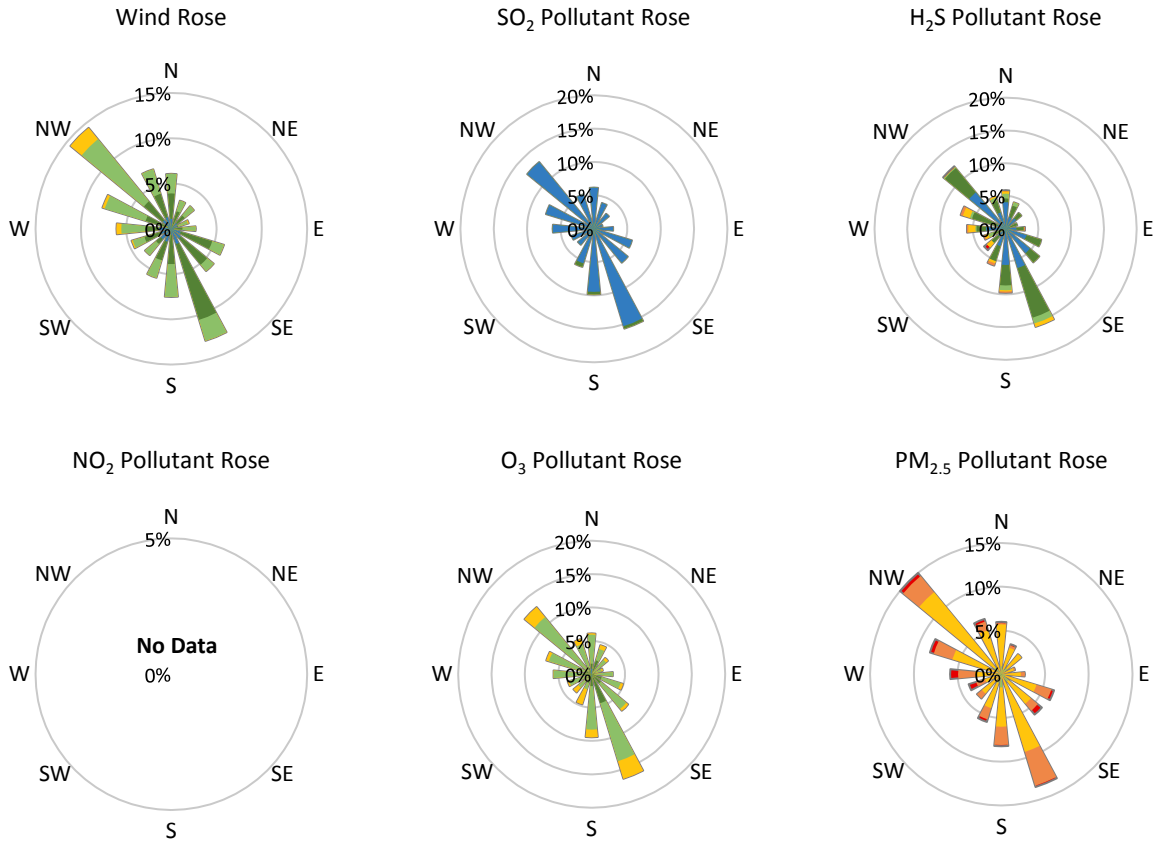 Wind Rose
SO₂ Pollutant Rose
H₂S Pollutant Rose
N
15%
NW
NE
10%
5%
W
0%
E
SW
SE
S
N
20%
15%
NW
NE
10%
5%
W
0%
E
SW
SE
S
N
20%
15%
NW
NE
10%
5%
W
0%
E
SW
SE
S
NO₂ Pollutant Rose
O₃ Pollutant Rose
PM₂.₅ Pollutant Rose
N
5%
NW
NE
No Data
W
0%
E
SW
SE
S
N
20%
15%
NW
NE
10%
5%
W
0%
E
SW
SE
S
N
15%
NW
NE
10%
5%
W
0%
E
SW
SE
S